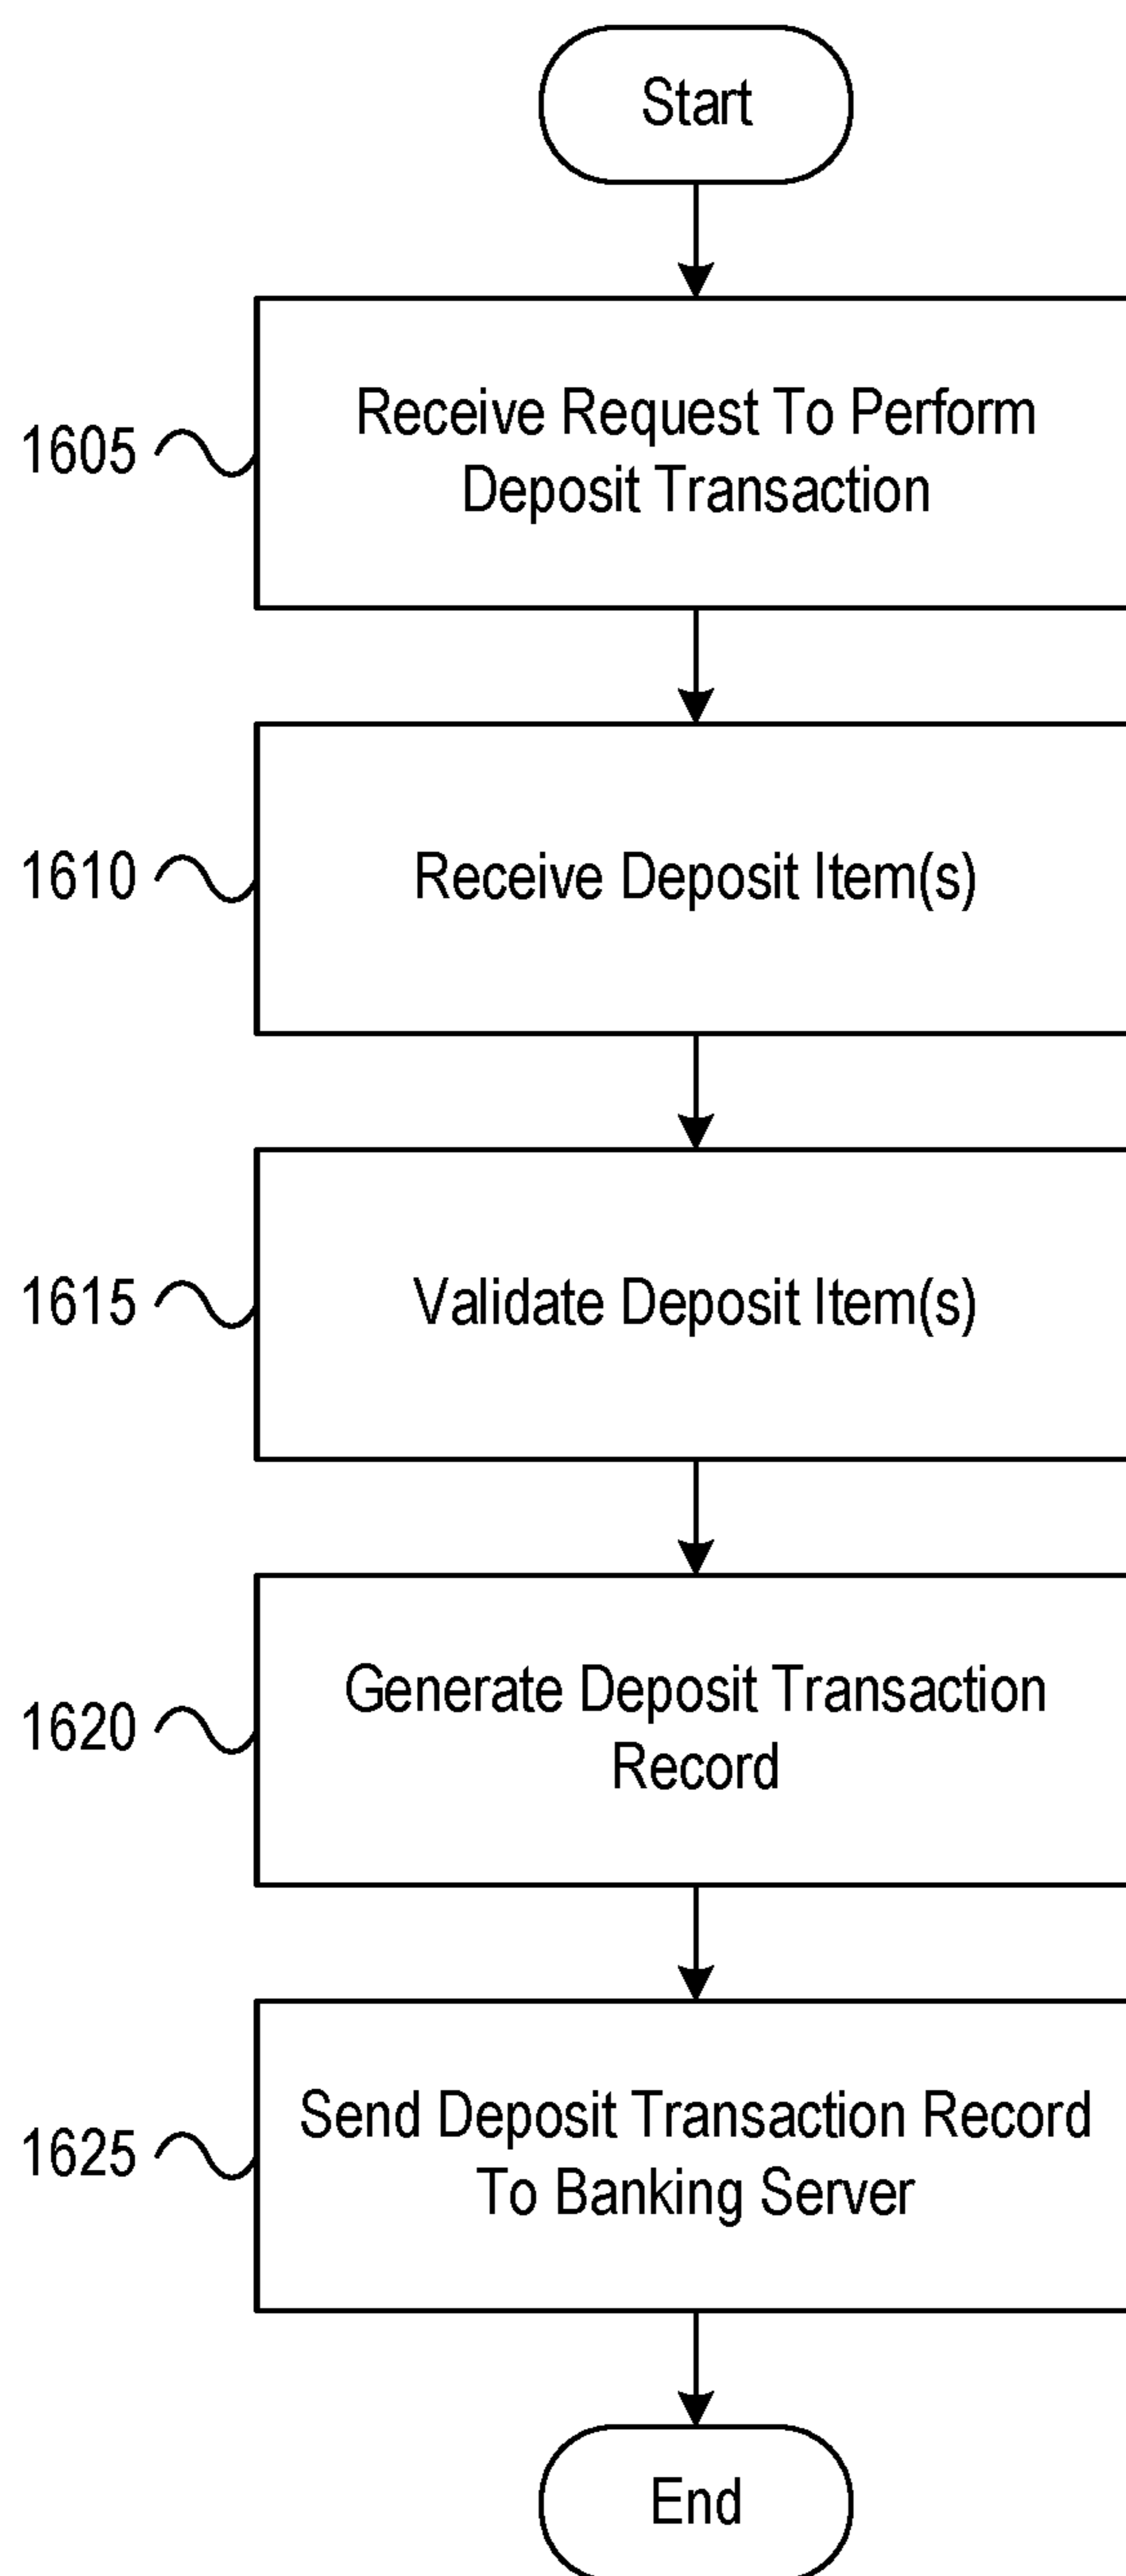 Start
Receive Request To Perform
1605
Deposit Transaction
1610
Receive Deposit Item(s)
1615
Validate Deposit Item(s)
Generate Deposit Transaction
1620
Record
Send Deposit Transaction Record
1625
To Banking Server
End